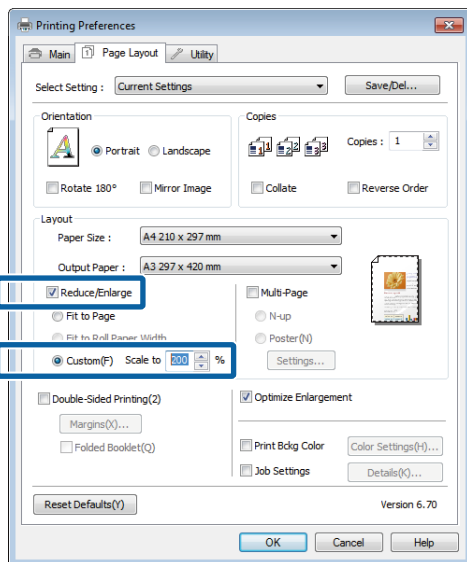 Printing Preferences
Main Page Layout Utility
Select Setting : Current Settings Save/Del...
Orientation
Portrait Landscape
Rotate 180° Mirror Image
Copies
Copies : 1
Collate Reverse Order
Layout
Paper Size : A4 210 x 297 mm
Output Paper : A3 297 x 420 mm
Reduce/Enlarge
Fit to Page
Fit to Roll Paper Width
Custom(F) Scale to 200 %
Multi-Page
N-up
Poster(N)
Settings...
Double-Sided Printing(2)
Margins(X)...
Folded Booklet(Q)
Optimize Enlargement
Print Bckg Color Color Settings(H)...
Job Settings Details(K)...
Reset Defaults(Y) Version 6.70
OK Cancel Help